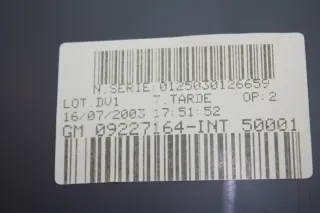 N.SERIE:0125030126659
LOT.DV1 T.TARDE OP:2
16/07/2003 17:51:52
GM 09227164-INT 50001